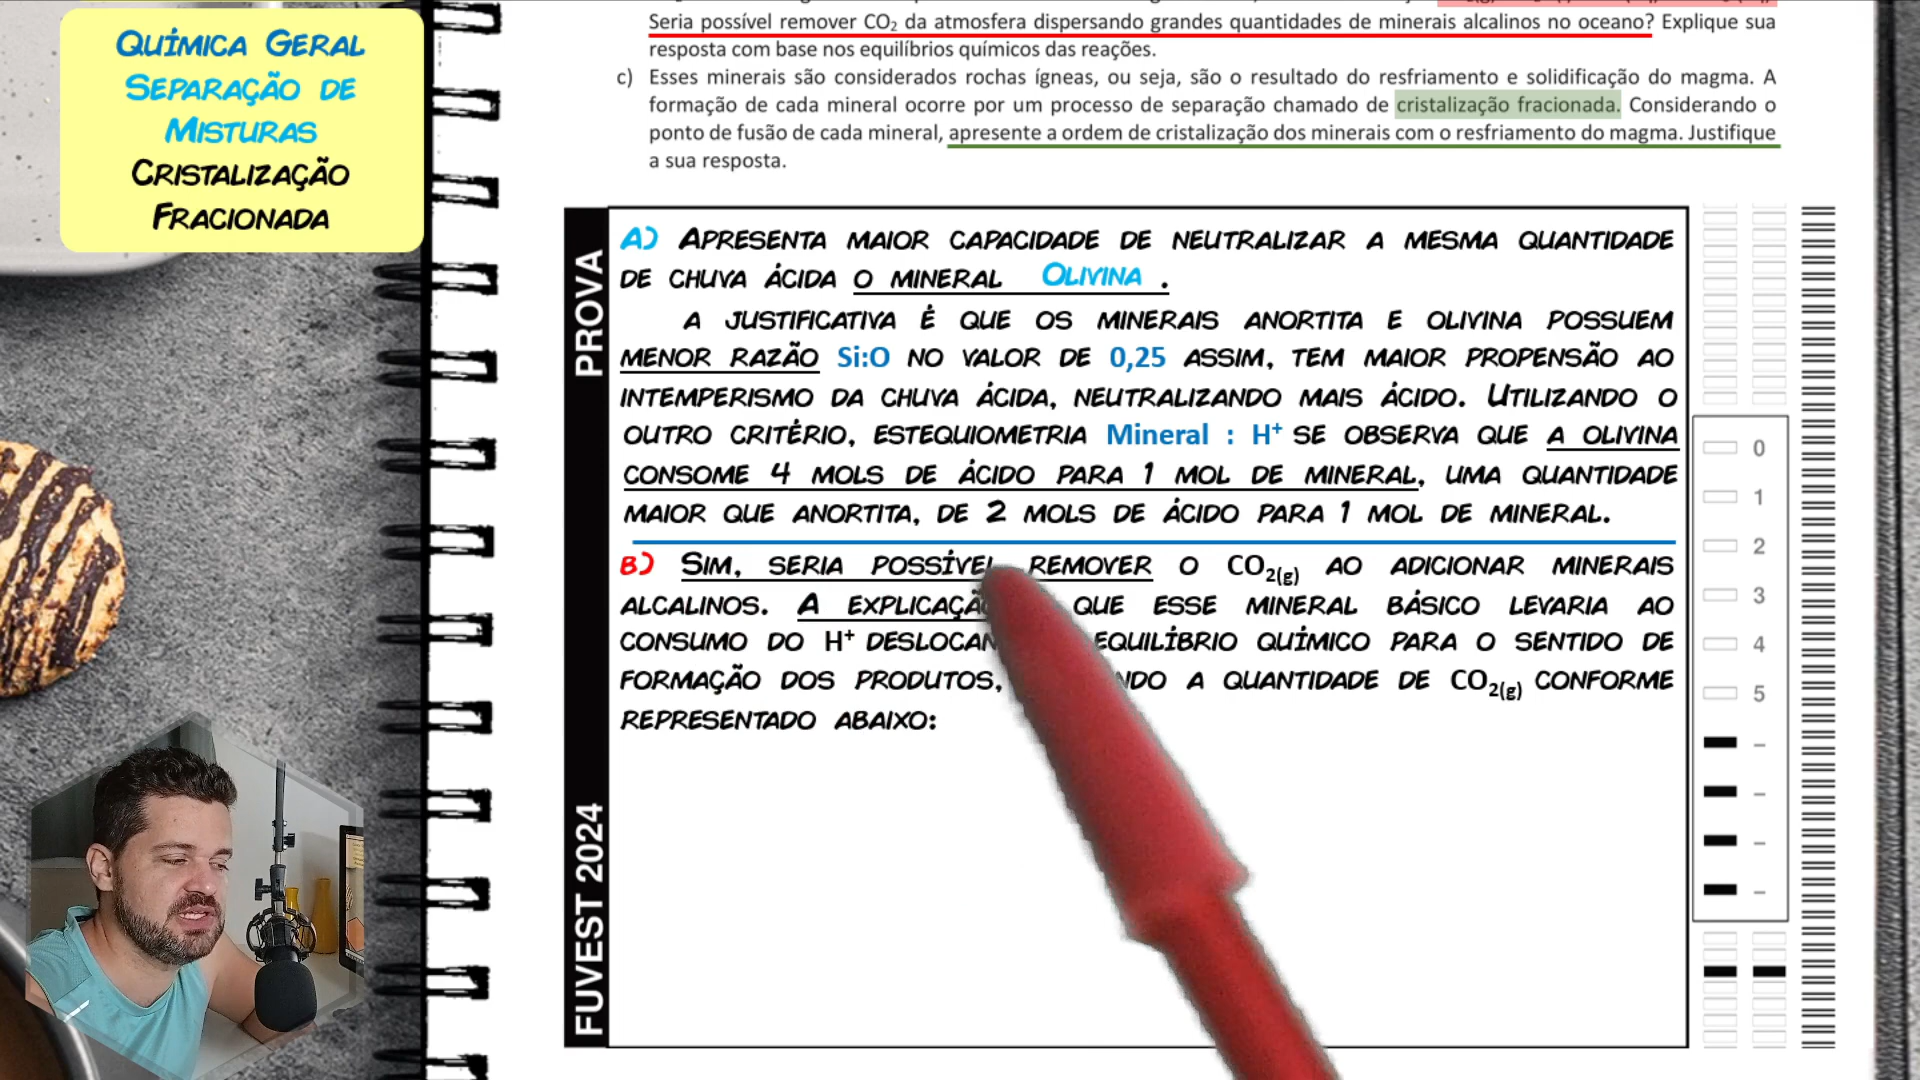 QUÍMICA GERAL
SEPARAÇÃO DE
MISTURAS
CRISTALIZAÇÃO
FRACIONADA
Seria possível remover CO₂ da atmosfera dispersando grandes quantidades de minerais alcalinos no oceano? Explique sua
resposta com base nos equilíbrios químicos das reações.
c) Esses minerais são considerados rochas ígneas, ou seja, são o resultado do resfriamento e solidificação do magma. A
formação de cada mineral ocorre por um processo de separação chamado de cristalização fracionada. Considerando o
ponto de fusão de cada mineral, apresente a ordem de cristalização dos minerais com o resfriamento do magma. Justifique
a sua resposta.
PROVA
FUVEST 2024
A) APRESENTA MAIOR CAPACIDADE DE NEUTRALIZAR A MESMA QUANTIDADE
DE CHUVA ÁCIDA O MINERAL OLIVINA .
A JUSTIFICATIVA É QUE OS MINERAIS ANORTITA E OLIVINA POSSUEM
MENOR RAZÃO Si:O NO VALOR DE 0,25 ASSIM, TEM MAIOR PROPENSÃO AO
INTEMPERISMO DA CHUVA ÁCIDA, NEUTRALIZANDO MAIS ÁCIDO. UTILIZANDO O
OUTRO CRITÉRIO, ESTEQUIOMETRIA Mineral : H⁺ SE OBSERVA QUE A OLIVINA
CONSOME 4 MOLS DE ÁCIDO PARA 1 MOL DE MINERAL, UMA QUANTIDADE
MAIOR QUE ANORTITA, DE 2 MOLS DE ÁCIDO PARA 1 MOL DE MINERAL.
B) SIM, SERIA POSSÍVEL REMOVER O CO₂(g) AO ADICIONAR MINERAIS
ALCALINOS. A EXPLICAÇÃ QUE ESSE MINERAL BÁSICO LEVARIA AO
CONSUMO DO H⁺ DESLOCAN EQUILÍBRIO QUÍMICO PARA O SENTIDO DE
FORMAÇÃO DOS PRODUTOS, NDO A QUANTIDADE DE CO₂(g) CONFORME
REPRESENTADO ABAIXO:
0
1
2
3
4
5
–
–
–
–